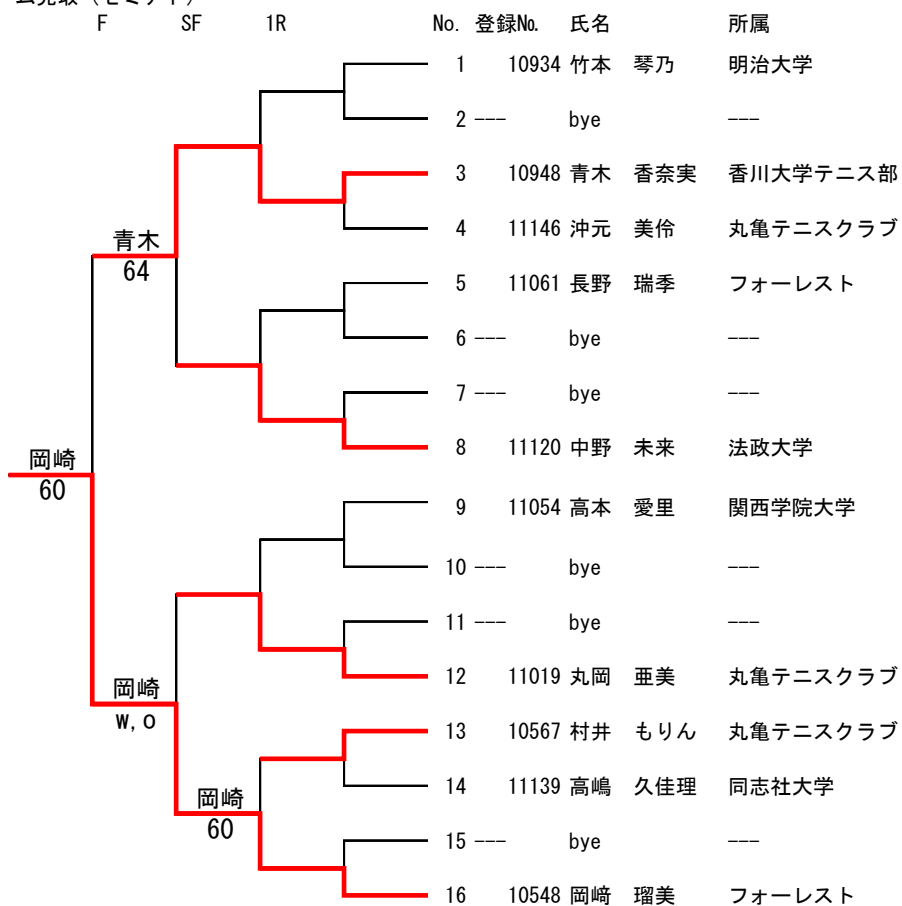 F SF 1R No. 登録No. 氏名 所属
1 10934 竹本 琴乃 明治大学
2 --- bye ---
3 10948 青木 香奈実 香川大学テニス部
4 11146 沖元 美伶 丸亀テニスクラブ
青木
64
5 11061 長野 瑞季 フォーレスト
6 --- bye ---
7 --- bye ---
8 11120 中野 未来 法政大学
岡崎
60
9 11054 高本 愛里 関西学院大学
10 --- bye ---
11 --- bye ---
12 11019 丸岡 亜美 丸亀テニスクラブ
岡崎
w,o
13 10567 村井 もりん 丸亀テニスクラブ
14 11139 高嶋 久佳理 同志社大学
岡崎
60
15 --- bye ---
16 10548 岡﨑 瑠美 フォーレスト